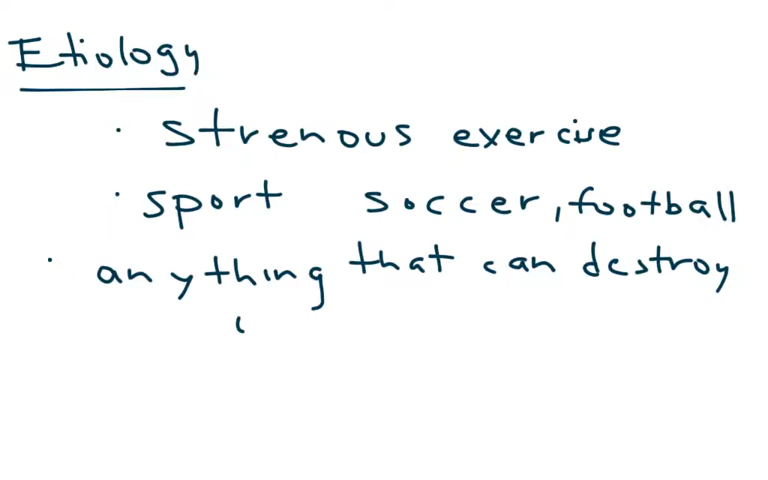 Etiology
· strenous exercise
· sport soccer, football
· anything that can destroy